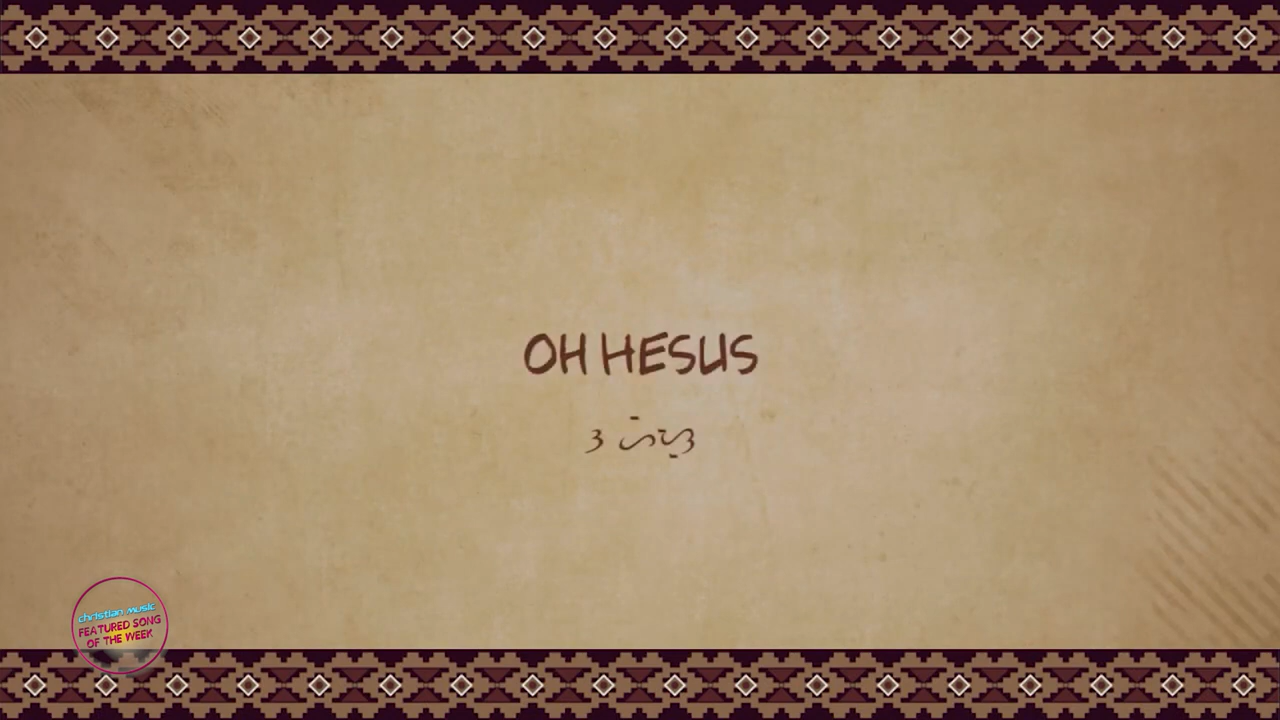 OH HESUS
ᜂ ᜑᜒᜐᜓ
christian music
FEATURED SONG
OF THE WEEK